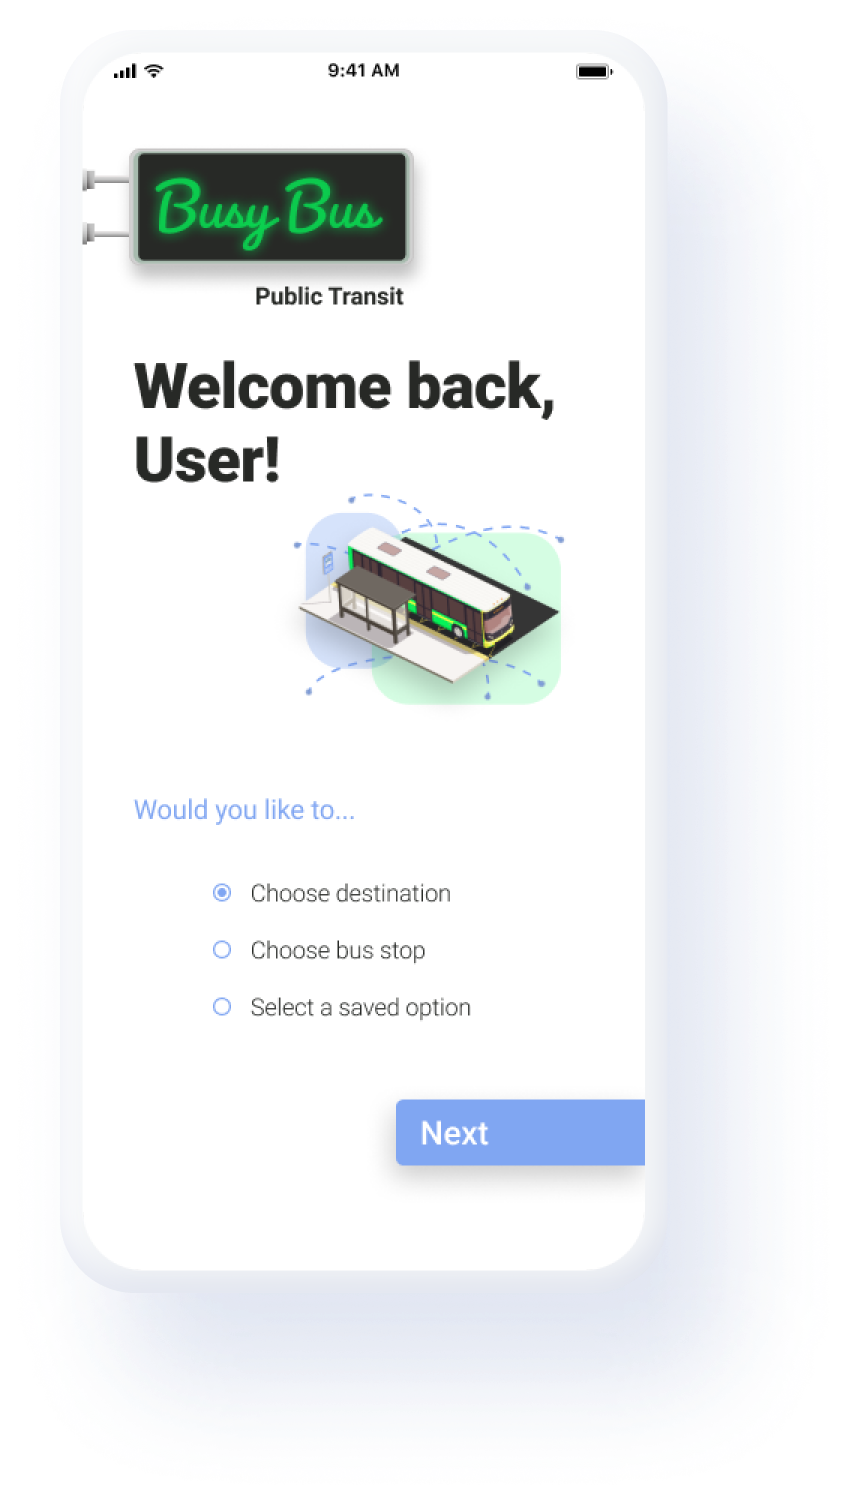 9:41 AM
Busy Bus
Public Transit
Welcome back,
User!
Would you like to...
Choose destination
Choose bus stop
Select a saved option
Next